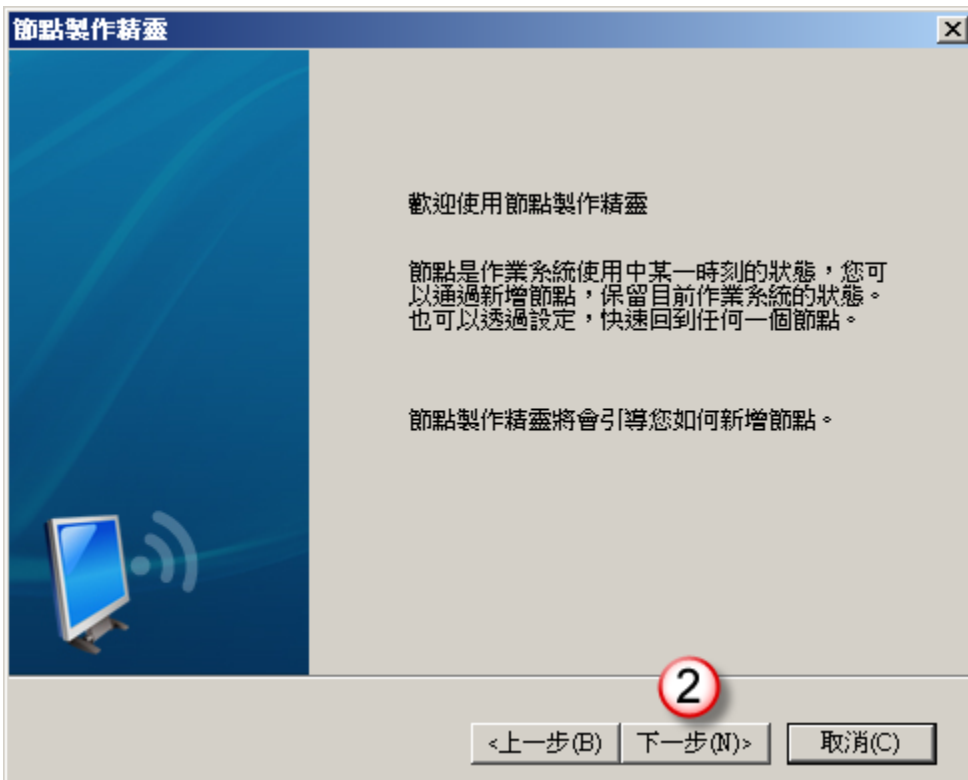 節點製作精靈
歡迎使用節點製作精靈
節點是作業系統使用中某一時刻的狀態，您可
以通過新增節點，保留目前作業系統的狀態。
也可以透過設定，快速回到任何一個節點。
節點製作精靈將會引導您如何新增節點。
2
<上一步(B)
下一步(N)>
取消(C)